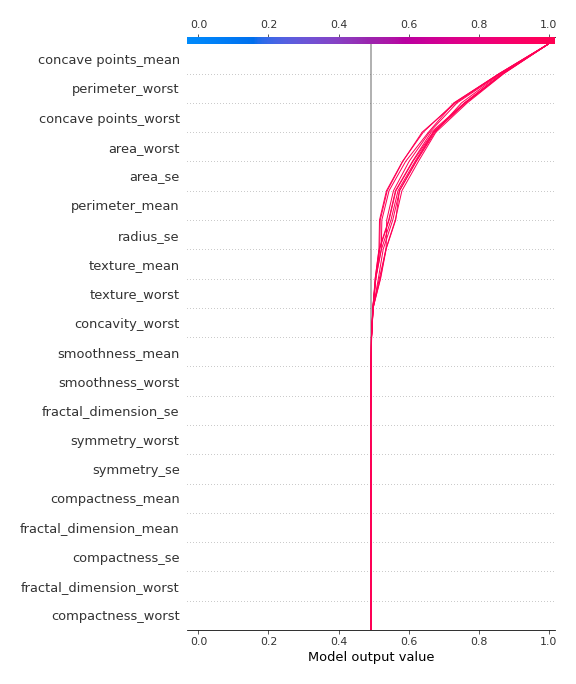 0.0 0.2 0.4 0.6 0.8 1.0
concave points_mean
perimeter_worst
concave points_worst
area_worst
area_se
perimeter_mean
radius_se
texture_mean
texture_worst
concavity_worst
smoothness_mean
smoothness_worst
fractal_dimension_se
symmetry_worst
symmetry_se
compactness_mean
fractal_dimension_mean
compactness_se
fractal_dimension_worst
compactness_worst
0.0 0.2 0.4 0.6 0.8 1.0
Model output value